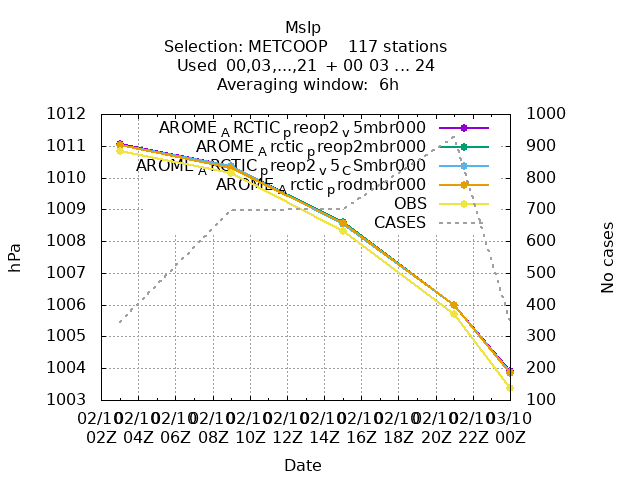 Mslp
Selection: METCOOP 117 stations
Used 00,03,...,21 + 00 03 ... 24
Averaging window: 6h
AROME_ARCTIC_preop2_v5mbr000
AROME_Arctic_preop2mbr000
AROME_ARCTIC_preop2_v5_CSmbr000
AROME_Arctic_prodmbr000
OBS
CASES
1012
1011
1010
1009
1008
1007
1006
1005
1004
1003
hPa
1000
900
800
700
600
500
400
300
200
100
No cases
02/10 02/10 02/10 02/10 02/10 02/10 02/10 02/10 02/10 02/10 02/10 03/10
02Z 04Z 06Z 08Z 10Z 12Z 14Z 16Z 18Z 20Z 22Z 00Z
Date